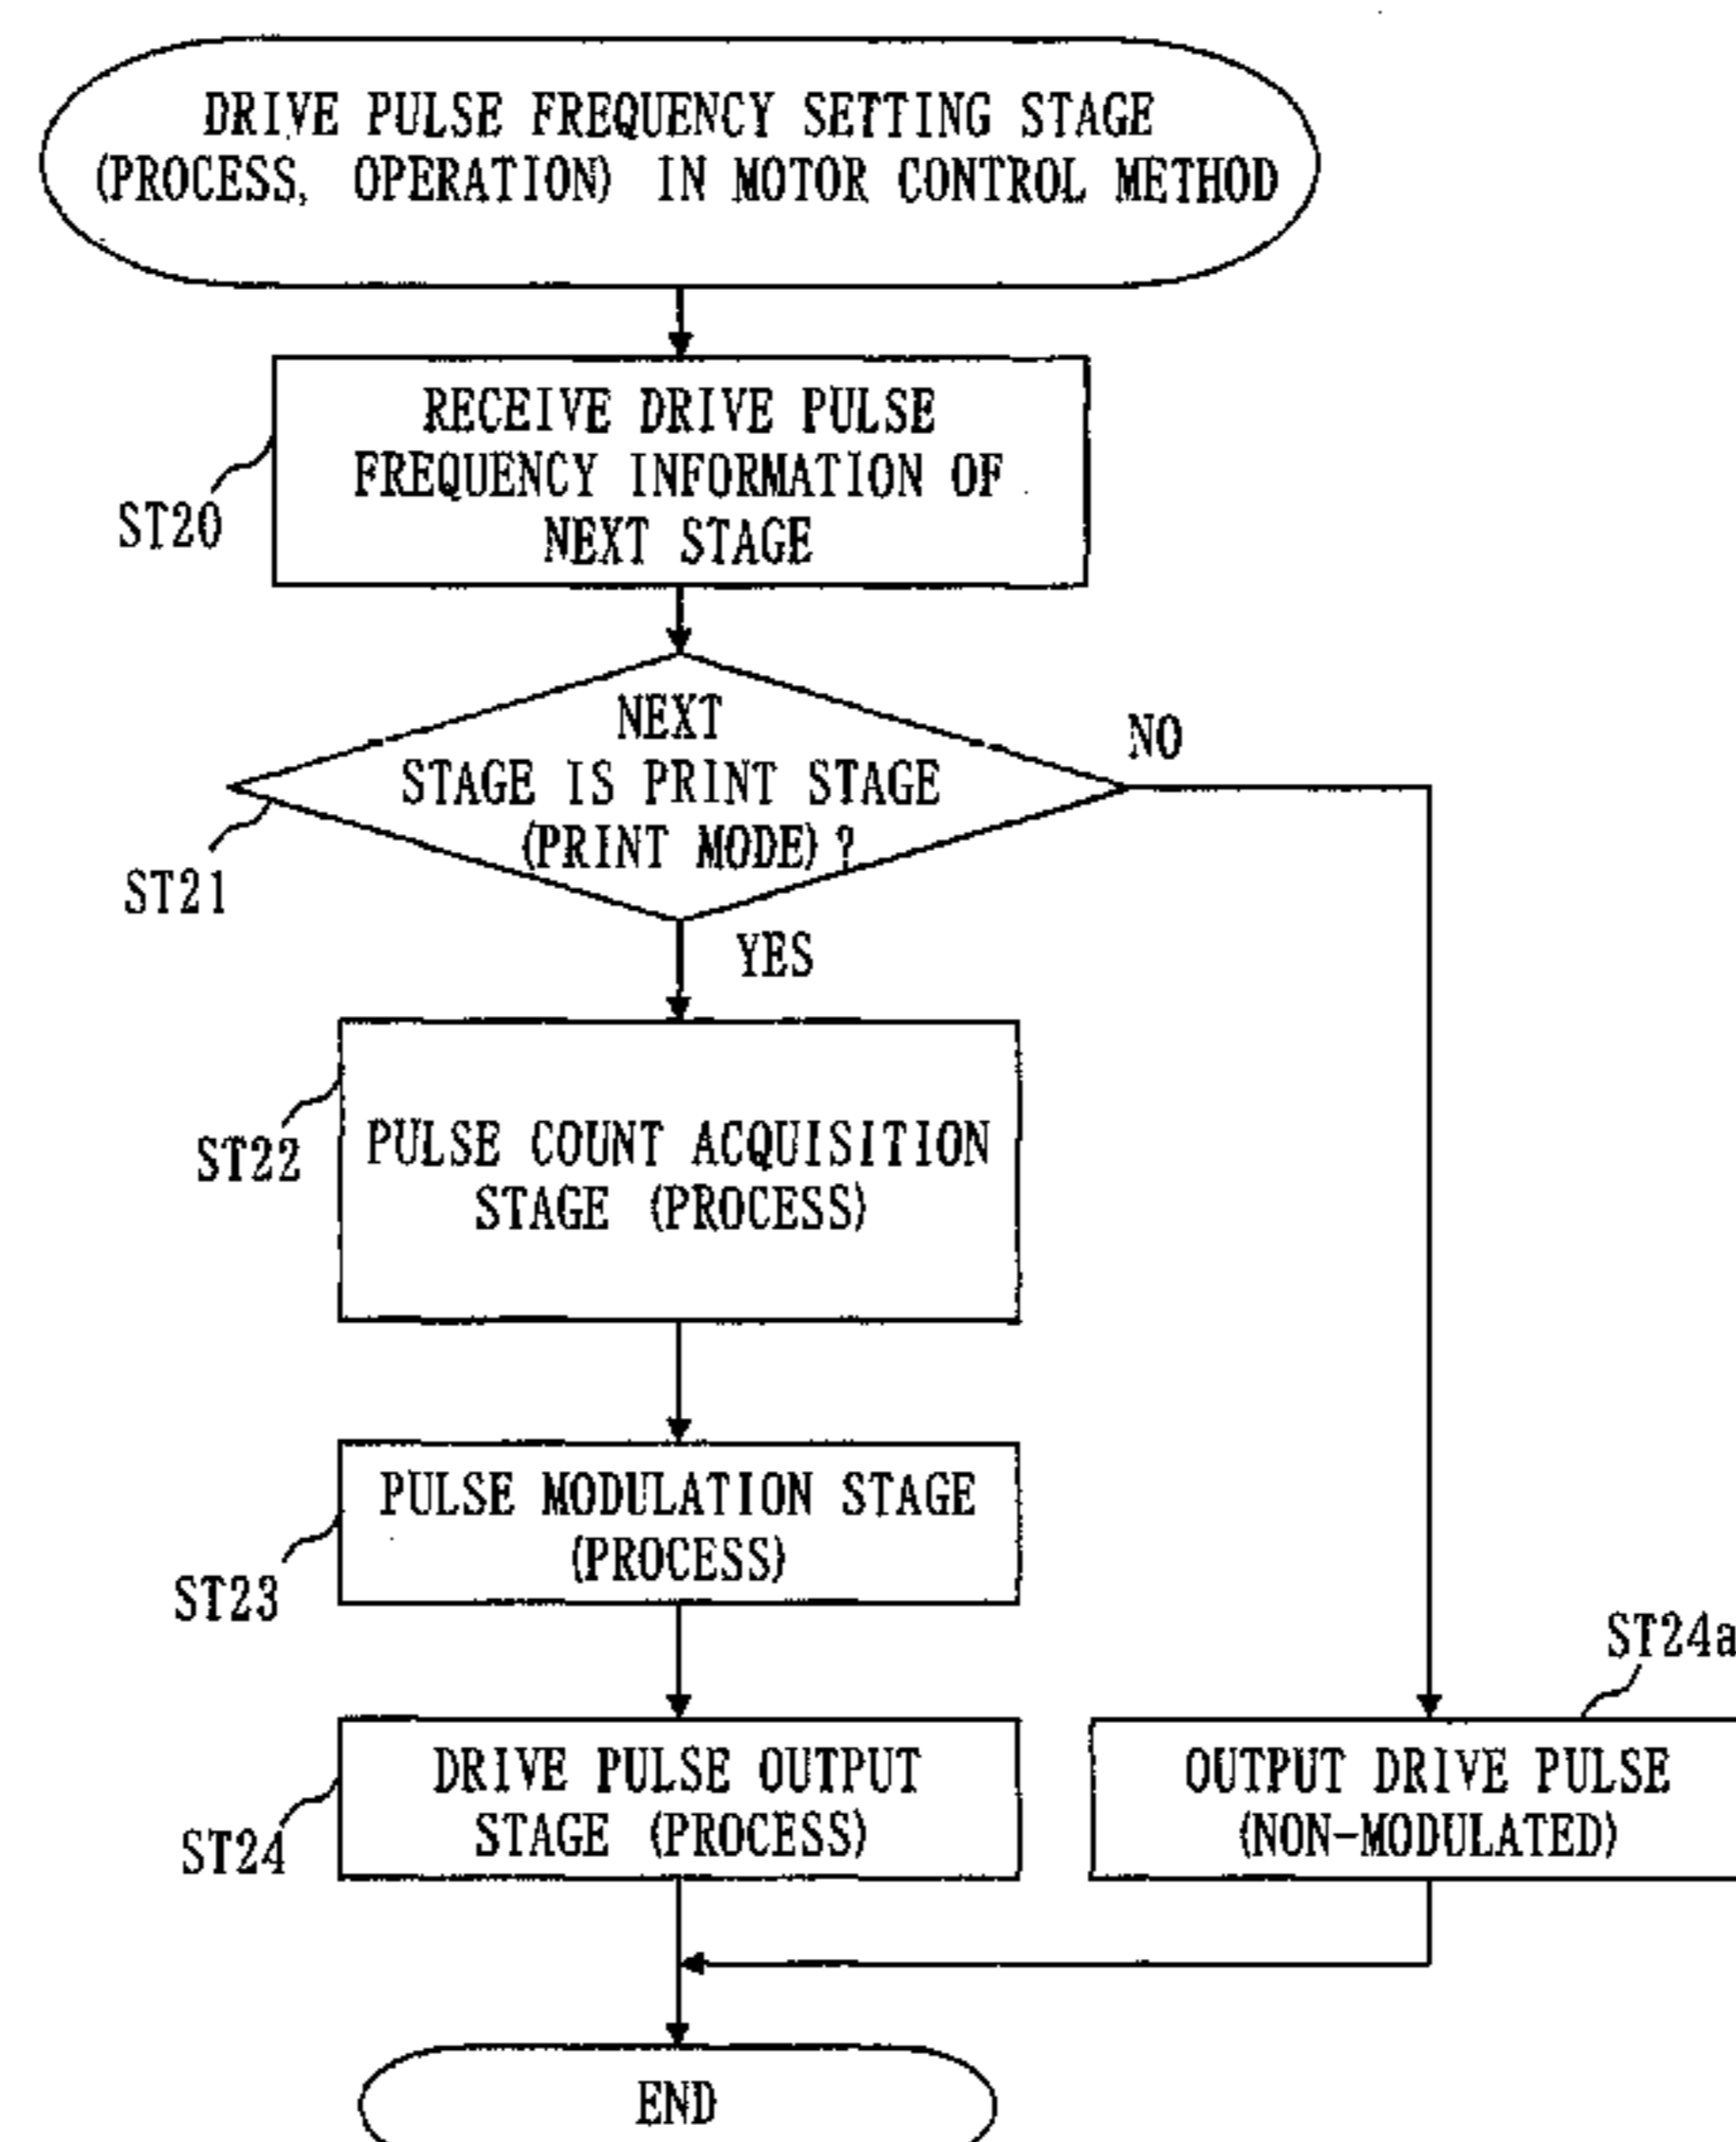 DRIVE PULSE FREQUENCY SETTING STAGE
(PROCESS, OPERATION) IN MOTOR CONTROL METHOD
RECEIVE DRIVE PULSE
FREQUENCY INFORMATION OF
NEXT STAGE
ST20
NEXT
STAGE IS PRINT STAGE
(PRINT MODE)?
NO
ST21
YES
PULSE COUNT ACQUISITION
STAGE (PROCESS)
ST22
PULSE MODULATION STAGE
(PROCESS)
ST23
ST24a
DRIVE PULSE OUTPUT
STAGE (PROCESS)
ST24
OUTPUT DRIVE PULSE
(NON-MODULATED)
END